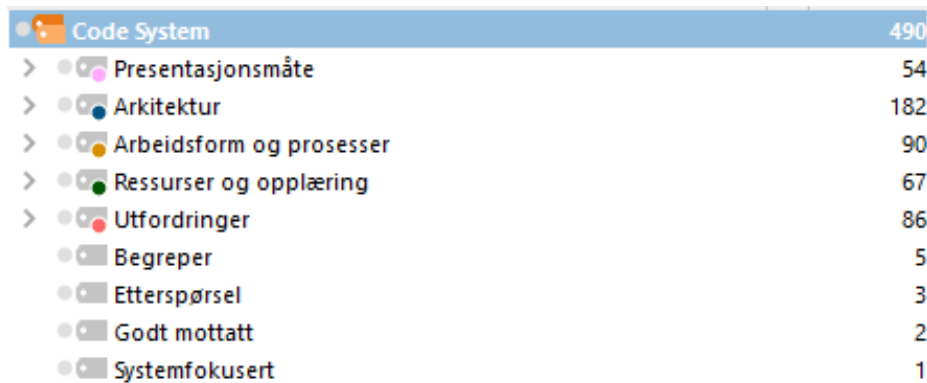 Code System 490
Presentasjonsmåte 54
Arkitektur 182
Arbeidsform og prosesser 90
Ressurser og opplæring 67
Utfordringer 86
Begreper 5
Etterspørsel 3
Godt mottatt 2
Systemfokusert 1